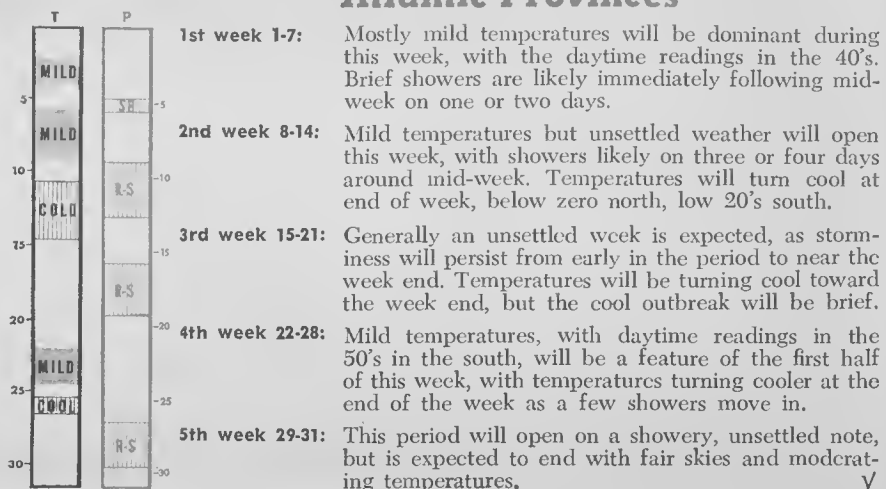 Atlantic Provinces
T P
1st week 1-7: Mostly mild temperatures will be dominant during
this week, with the daytime readings in the 40's.
Brief showers are likely immediately following mid-
week on one or two days.
2nd week 8-14: Mild temperatures but unsettled weather will open
this week, with showers likely on three or four days
around mid-week. Temperatures will turn cool at
end of week, below zero north, low 20's south.
3rd week 15-21: Generally an unsettled week is expected, as storm-
iness will persist from early in the period to near the
week end. Temperatures will be turning cool toward
the week end, but the cool outbreak will be brief.
4th week 22-28: Mild temperatures, with daytime readings in the
50's in the south, will be a feature of the first half
of this week, with temperatures turning cooler at the
end of the week as a few showers move in.
5th week 29-31: This period will open on a showery, unsettled note,
but is expected to end with fair skies and moderat-
ing temperatures. V
MILD
5
MILD
10
COLD
15
20
MILD
25
COOL
30
SH
5
R-S
10
15
R-S
20
25
R-S
30